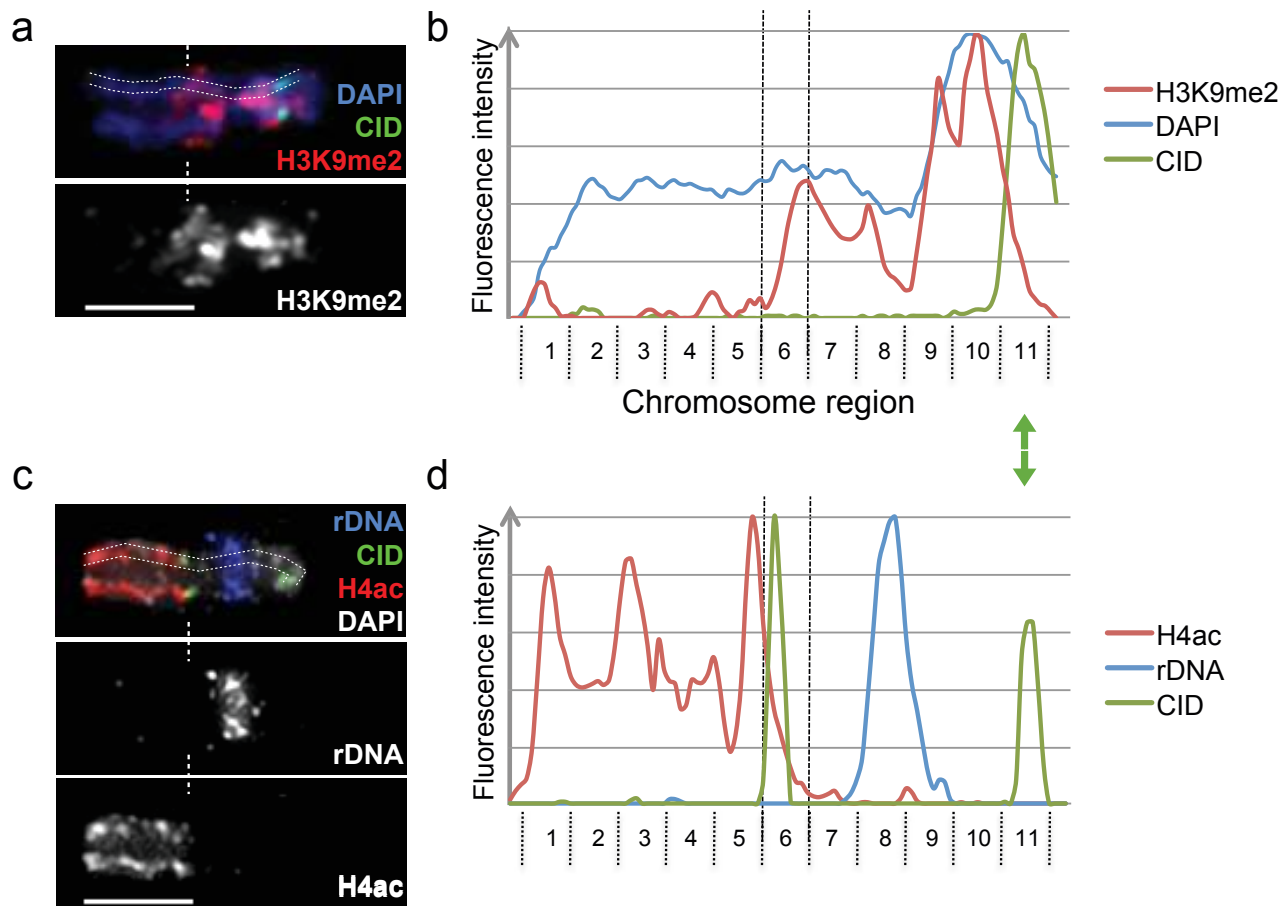 a
DAPI
CID
H3K9me2
H3K9me2
b
Fluorescence intensity
1 2 3 4 5 6 7 8 9 10 11
Chromosome region
H3K9me2
DAPI
CID
c
rDNA
CID
H4ac
DAPI
rDNA
H4ac
d
Fluorescence intensity
1 2 3 4 5 6 7 8 9 10 11
H4ac
rDNA
CID